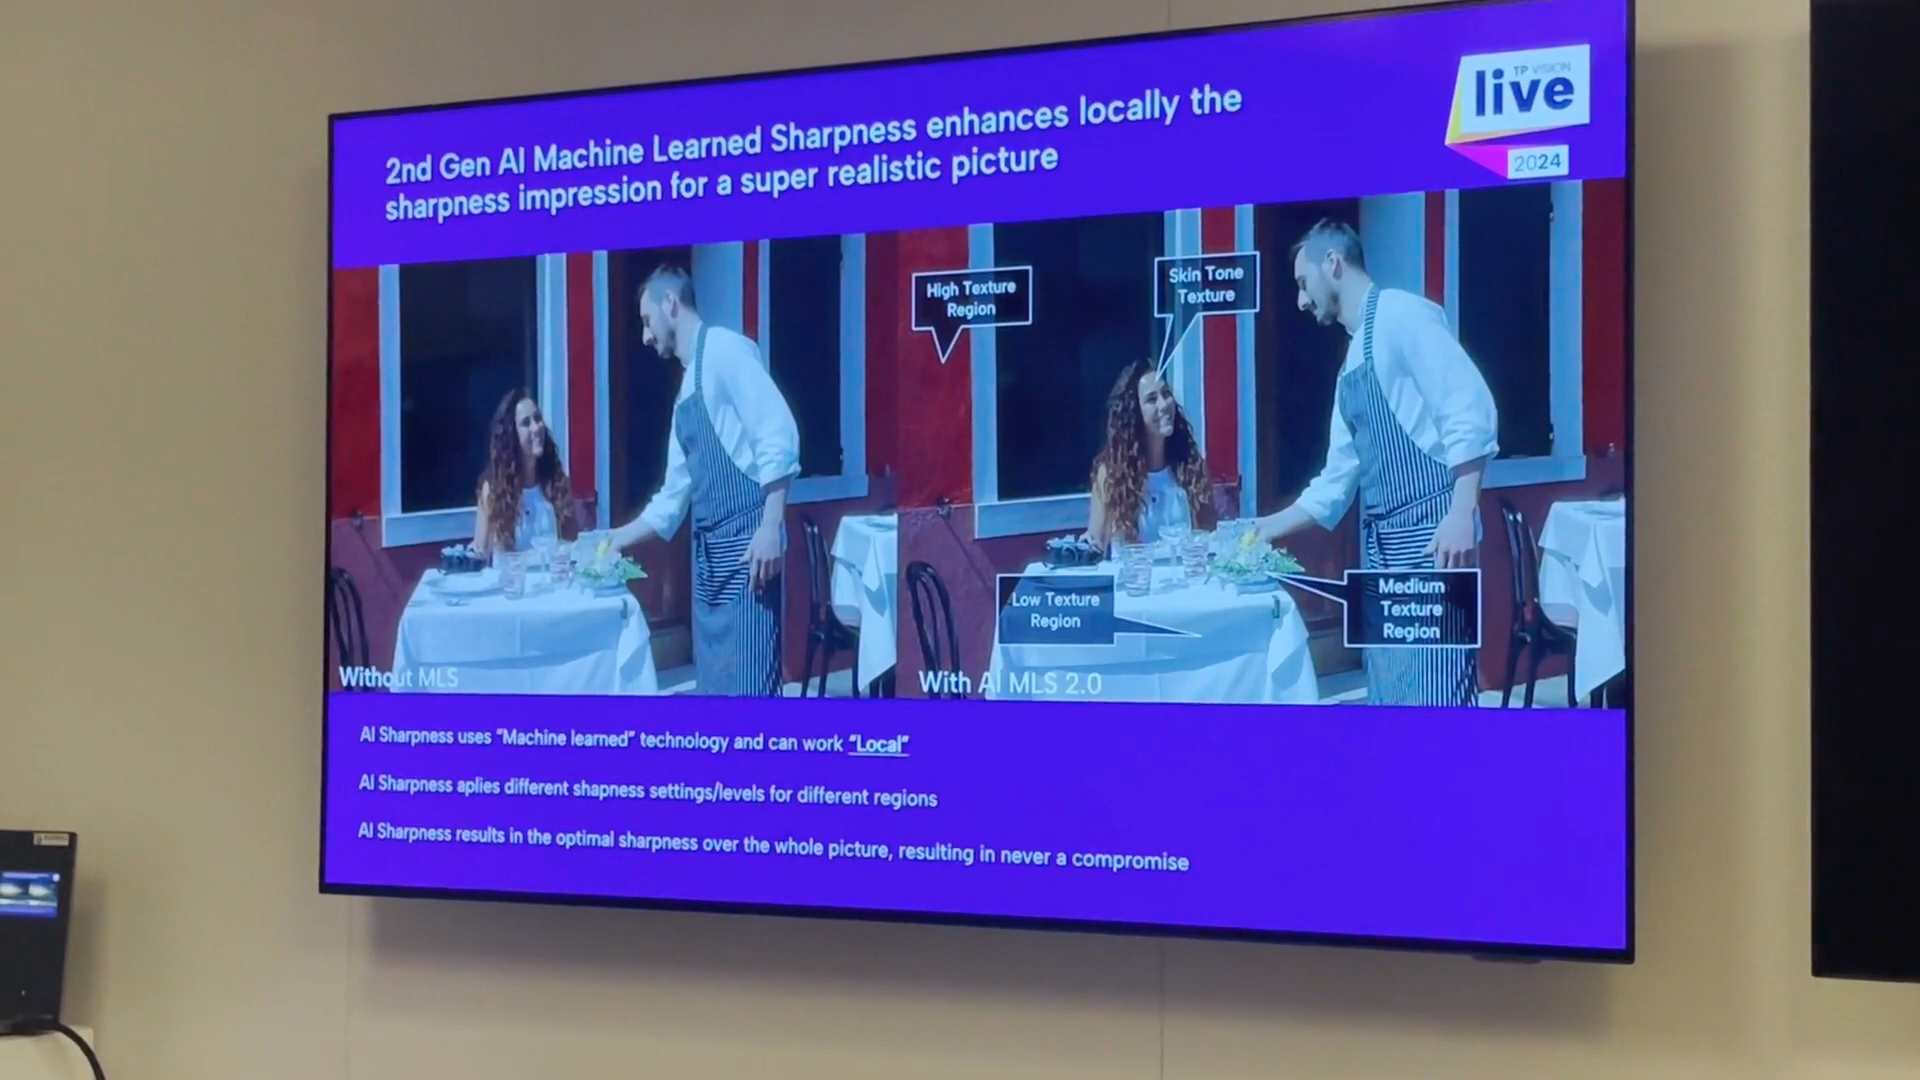 2nd Gen AI Machine Learned Sharpness enhances locally the
sharpness impression for a super realistic picture
TP VISION
live
2024
High Texture
Region
Skin Tone
Texture
Low Texture
Region
Medium
Texture
Region
Without MLS
With AI MLS 2.0
AI Sharpness uses “Machine learned” technology and can work “Local”
AI Sharpness aplies different shapness settings/levels for different regions
AI Sharpness results in the optimal sharpness over the whole picture, resulting in never a compromise